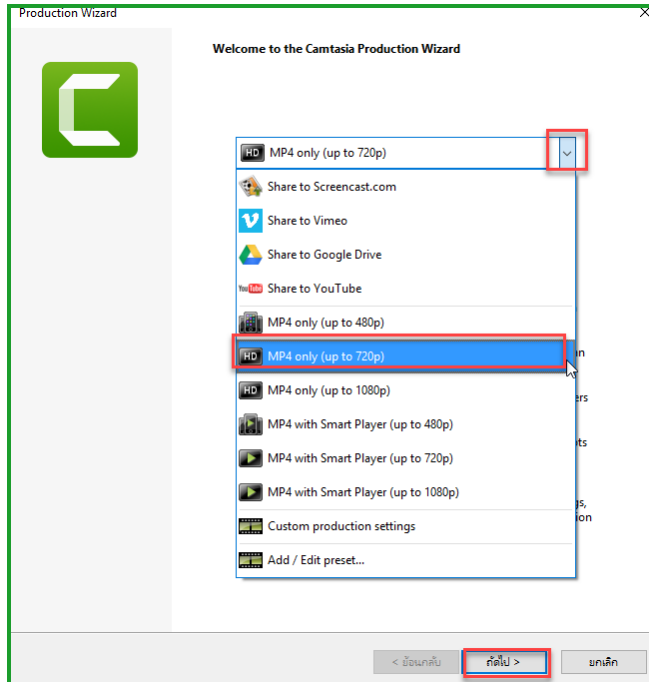 Production Wizard
Welcome to the Camtasia Production Wizard
MP4 only (up to 720p)
Share to Screencast.com
Share to Vimeo
Share to Google Drive
Share to YouTube
MP4 only (up to 480p)
MP4 only (up to 720p)
MP4 only (up to 1080p)
MP4 with Smart Player (up to 480p)
MP4 with Smart Player (up to 720p)
MP4 with Smart Player (up to 1080p)
Custom production settings
Add / Edit preset...
< ย้อนกลับ
ถัดไป >
ยกเลิก